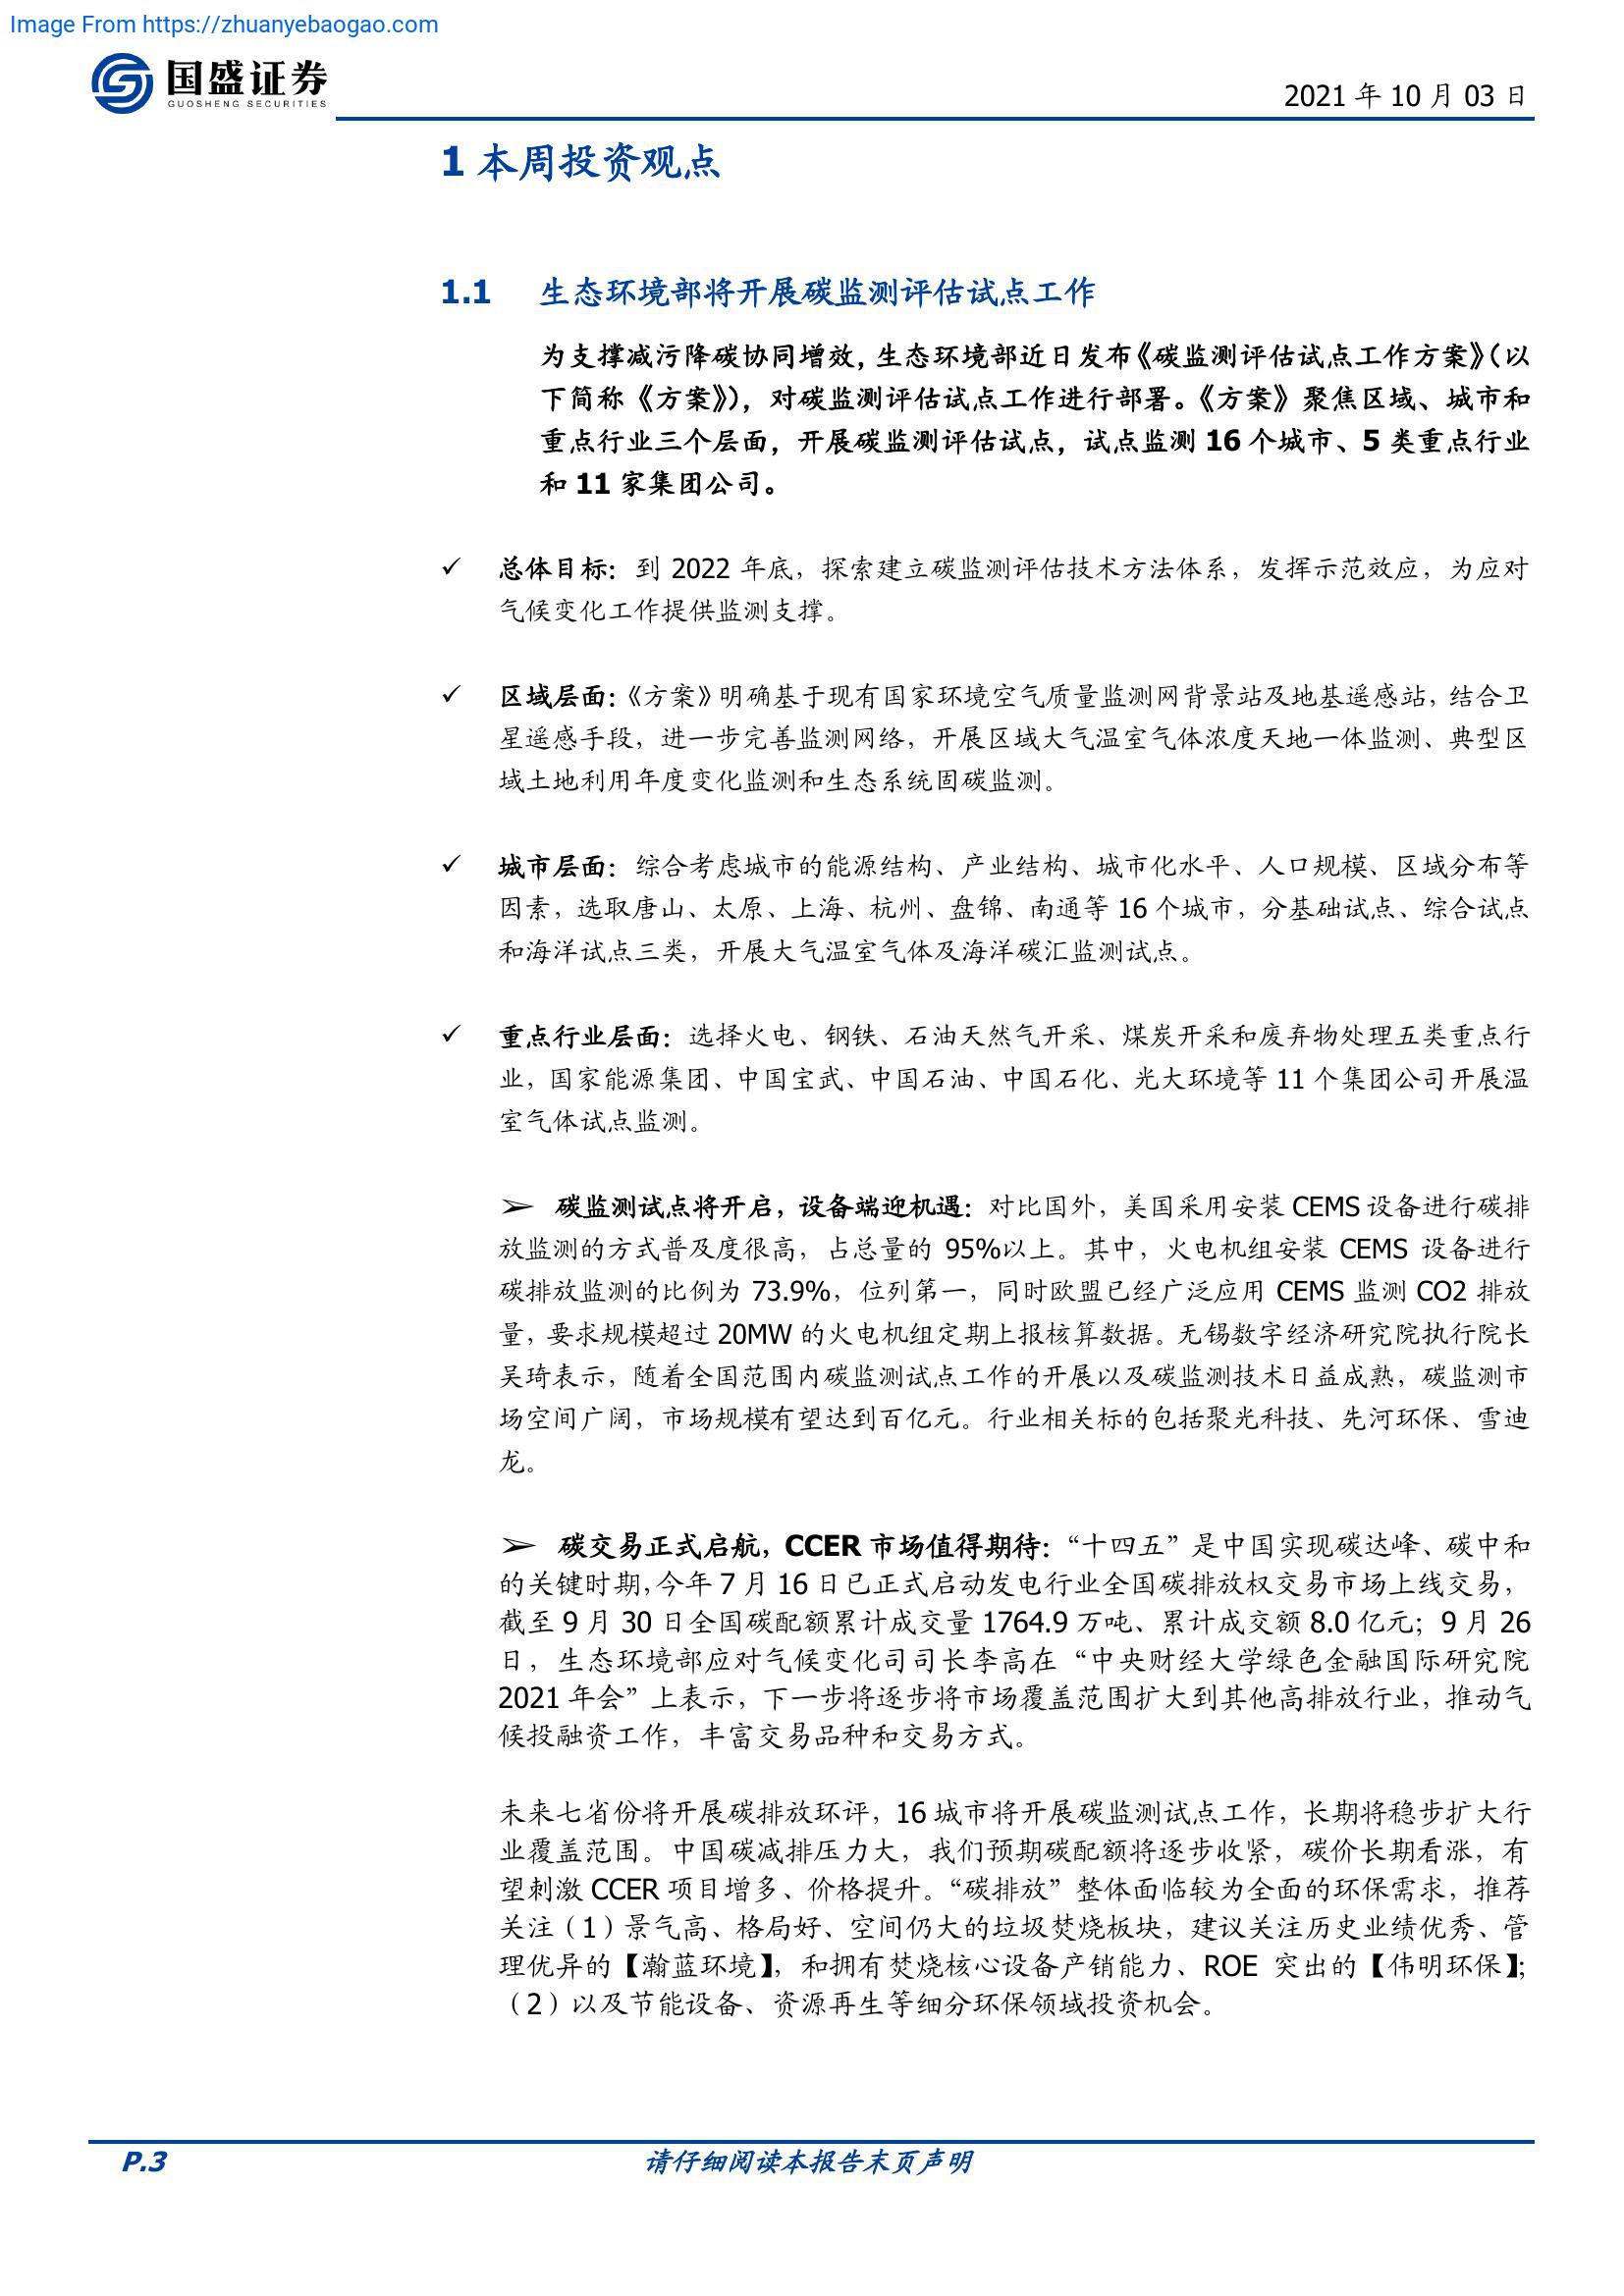 Image From https://zhuanyebaogao.com
国盛证券
GUOSHENG SECURITIES
2021 年 10 月 03 日
1 本周投资观点
1.1 生态环境部将开展碳监测评估试点工作
为支撑减污降碳协同增效，生态环境部近日发布《碳监测评估试点工作方案》（以
下简称《方案》），对碳监测评估试点工作进行部署。《方案》聚焦区域、城市和
重点行业三个层面，开展碳监测评估试点，试点监测 16 个城市、5 类重点行业
和 11 家集团公司。
✓ 总体目标：到 2022 年底，探索建立碳监测评估技术方法体系，发挥示范效应，为应对
气候变化工作提供监测支撑。
✓ 区域层面：《方案》明确基于现有国家环境空气质量监测网背景站及地基遥感站，结合卫
星遥感手段，进一步完善监测网络，开展区域大气温室气体浓度天地一体监测、典型区
域土地利用年度变化监测和生态系统固碳监测。
✓ 城市层面：综合考虑城市的能源结构、产业结构、城市化水平、人口规模、区域分布等
因素，选取唐山、太原、上海、杭州、盘锦、南通等 16 个城市，分基础试点、综合试点
和海洋试点三类，开展大气温室气体及海洋碳汇监测试点。
✓ 重点行业层面：选择火电、钢铁、石油天然气开采、煤炭开采和废弃物处理五类重点行
业，国家能源集团、中国宝武、中国石油、中国石化、光大环境等 11 个集团公司开展温
室气体试点监测。
➢ 碳监测试点将开启，设备端迎机遇：对比国外，美国采用安装 CEMS 设备进行碳排
放监测的方式普及度很高，占总量的 95%以上。其中，火电机组安装 CEMS 设备进行
碳排放监测的比例为 73.9%，位列第一，同时欧盟已经广泛应用 CEMS 监测 CO2 排放
量，要求规模超过 20MW 的火电机组定期上报核算数据。无锡数字经济研究院执行院长
吴琦表示，随着全国范围内碳监测试点工作的开展以及碳监测技术日益成熟，碳监测市
场空间广阔，市场规模有望达到百亿元。行业相关标的包括聚光科技、先河环保、雪迪
龙。
➢ 碳交易正式启航，CCER 市场值得期待：“十四五”是中国实现碳达峰、碳中和
的关键时期，今年 7 月 16 日已正式启动发电行业全国碳排放权交易市场上线交易，
截至 9 月 30 日全国碳配额累计成交量 1764.9 万吨、累计成交额 8.0 亿元；9 月 26
日，生态环境部应对气候变化司司长李高在“中央财经大学绿色金融国际研究院
2021 年会”上表示，下一步将逐步将市场覆盖范围扩大到其他高排放行业，推动气
候投融资工作，丰富交易品种和交易方式。
未来七省份将开展碳排放环评，16 城市将开展碳监测试点工作，长期将稳步扩大行
业覆盖范围。中国碳减排压力大，我们预期碳配额将逐步收紧，碳价长期看涨，有
望刺激 CCER 项目增多、价格提升。“碳排放”整体面临较为全面的环保需求，推荐
关注（1）景气高、格局好、空间仍大的垃圾焚烧板块，建议关注历史业绩优秀、管
理优异的【瀚蓝环境】，和拥有焚烧核心设备产销能力、ROE 突出的【伟明环保】；
（2）以及节能设备、资源再生等细分环保领域投资机会。
P.3
请仔细阅读本报告末页声明